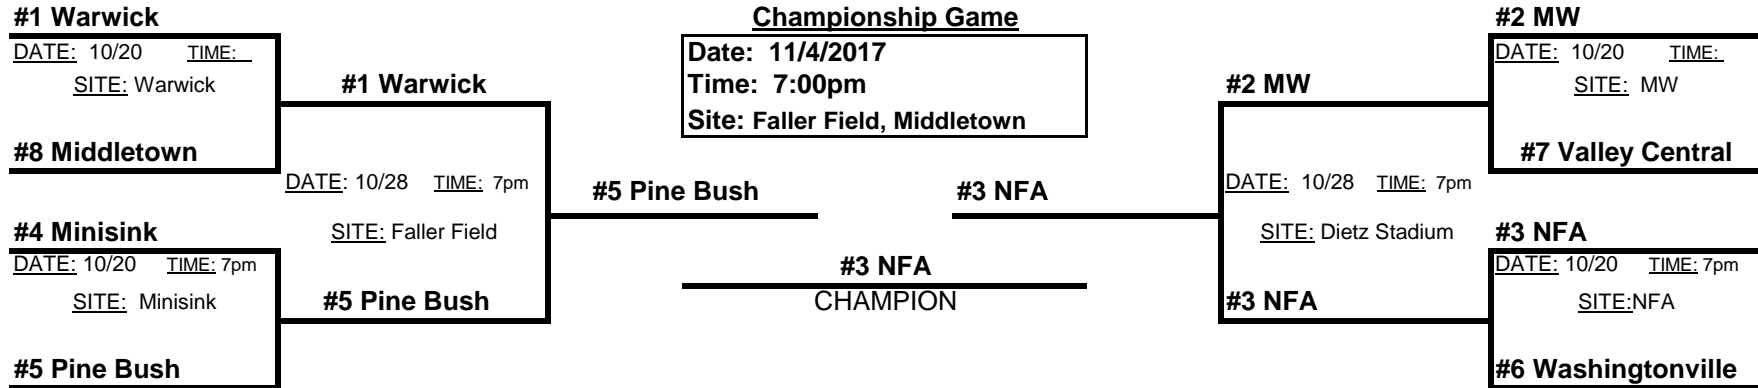 #1 Warwick
Championship Game
#2 MW
DATE: 10/20 TIME:
Date: 11/4/2017
DATE: 10/20 TIME:
SITE: Warwick
#1 Warwick
Time: 7:00pm
#2 MW
SITE: MW
Site: Faller Field, Middletown
#8 Middletown
#7 Valley Central
DATE: 10/28 TIME: 7pm
#5 Pine Bush
#3 NFA
DATE: 10/28 TIME: 7pm
#4 Minisink
SITE: Faller Field
SITE: Dietz Stadium
#3 NFA
DATE: 10/20 TIME: 7pm
#3 NFA
DATE: 10/20 TIME: 7pm
SITE: Minisink
#5 Pine Bush
CHAMPION
#3 NFA
SITE:NFA
#5 Pine Bush
#6 Washingtonville